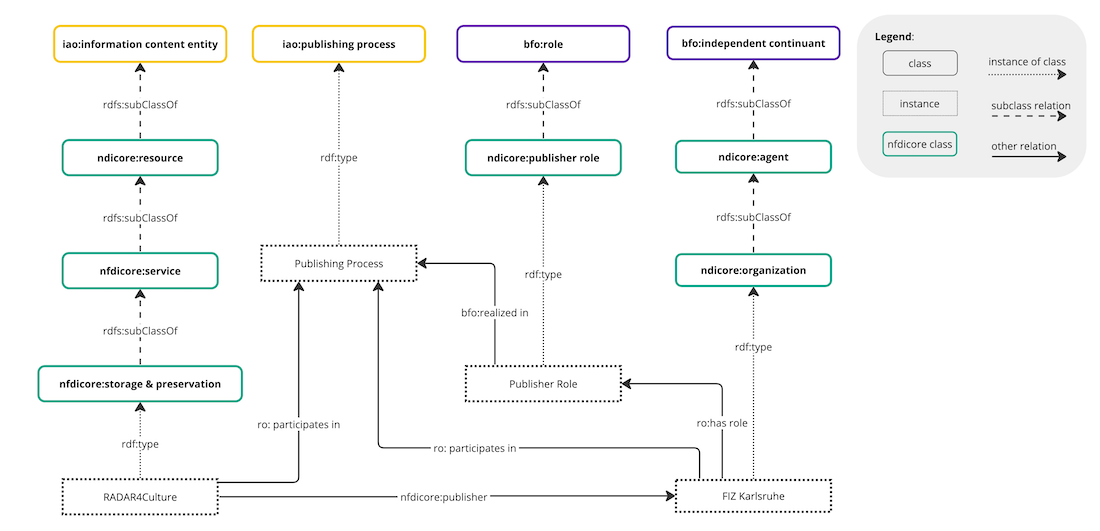 iao:information content entity
iao:publishing process
bfo:role
bfo:independent continuant
Legend:
class
instance of class
instance
subclass relation
nfdicore class
other relation
rdfs:subClassOf
rdfs:subClassOf
rdfs:subClassOf
ndicore:resource
rdf:type
ndicore:publisher role
ndicore:agent
rdfs:subClassOf
rdfs:subClassOf
nfdicore:service
Publishing Process
rdf:type
ndicore:organization
bfo:realized in
rdfs:subClassOf
rdf:type
nfdicore:storage & preservation
Publisher Role
ro: participates in
ro:has role
rdf:type
ro: participates in
RADAR4Culture
nfdicore:publisher
FIZ Karlsruhe